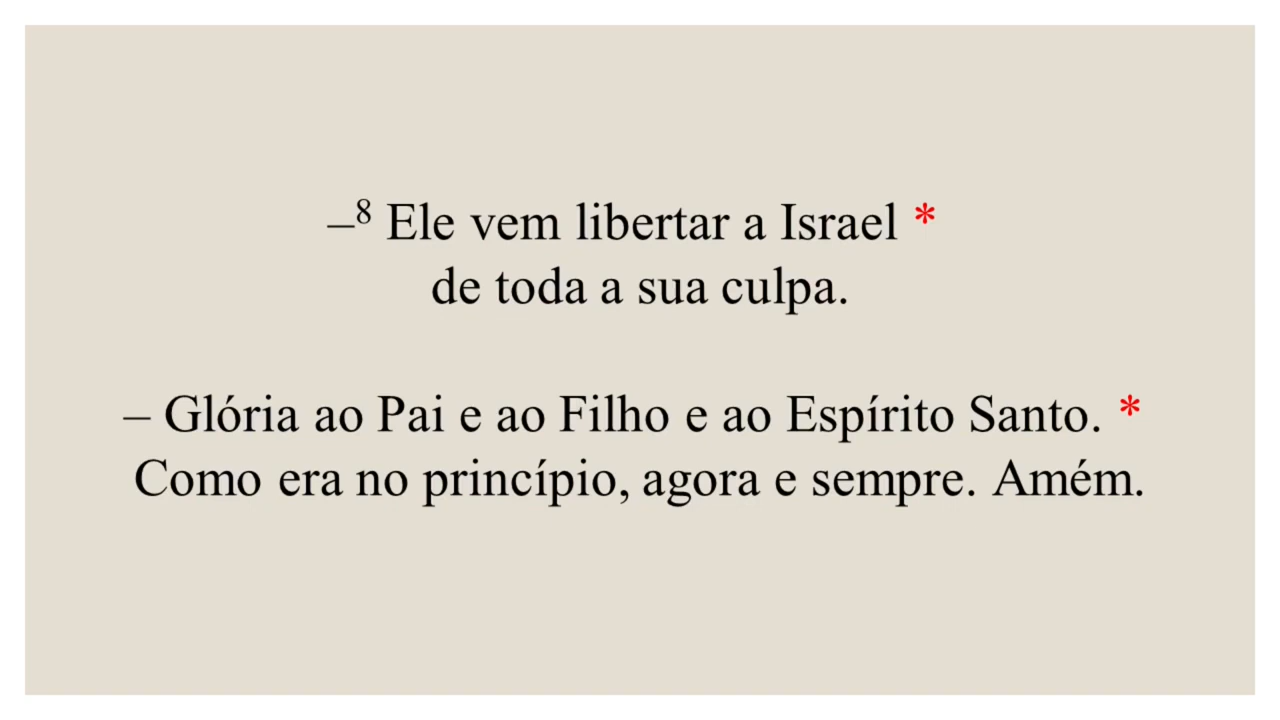 –⁸ Ele vem libertar a Israel *
de toda a sua culpa.
– Glória ao Pai e ao Filho e ao Espírito Santo. *
Como era no princípio, agora e sempre. Amém.